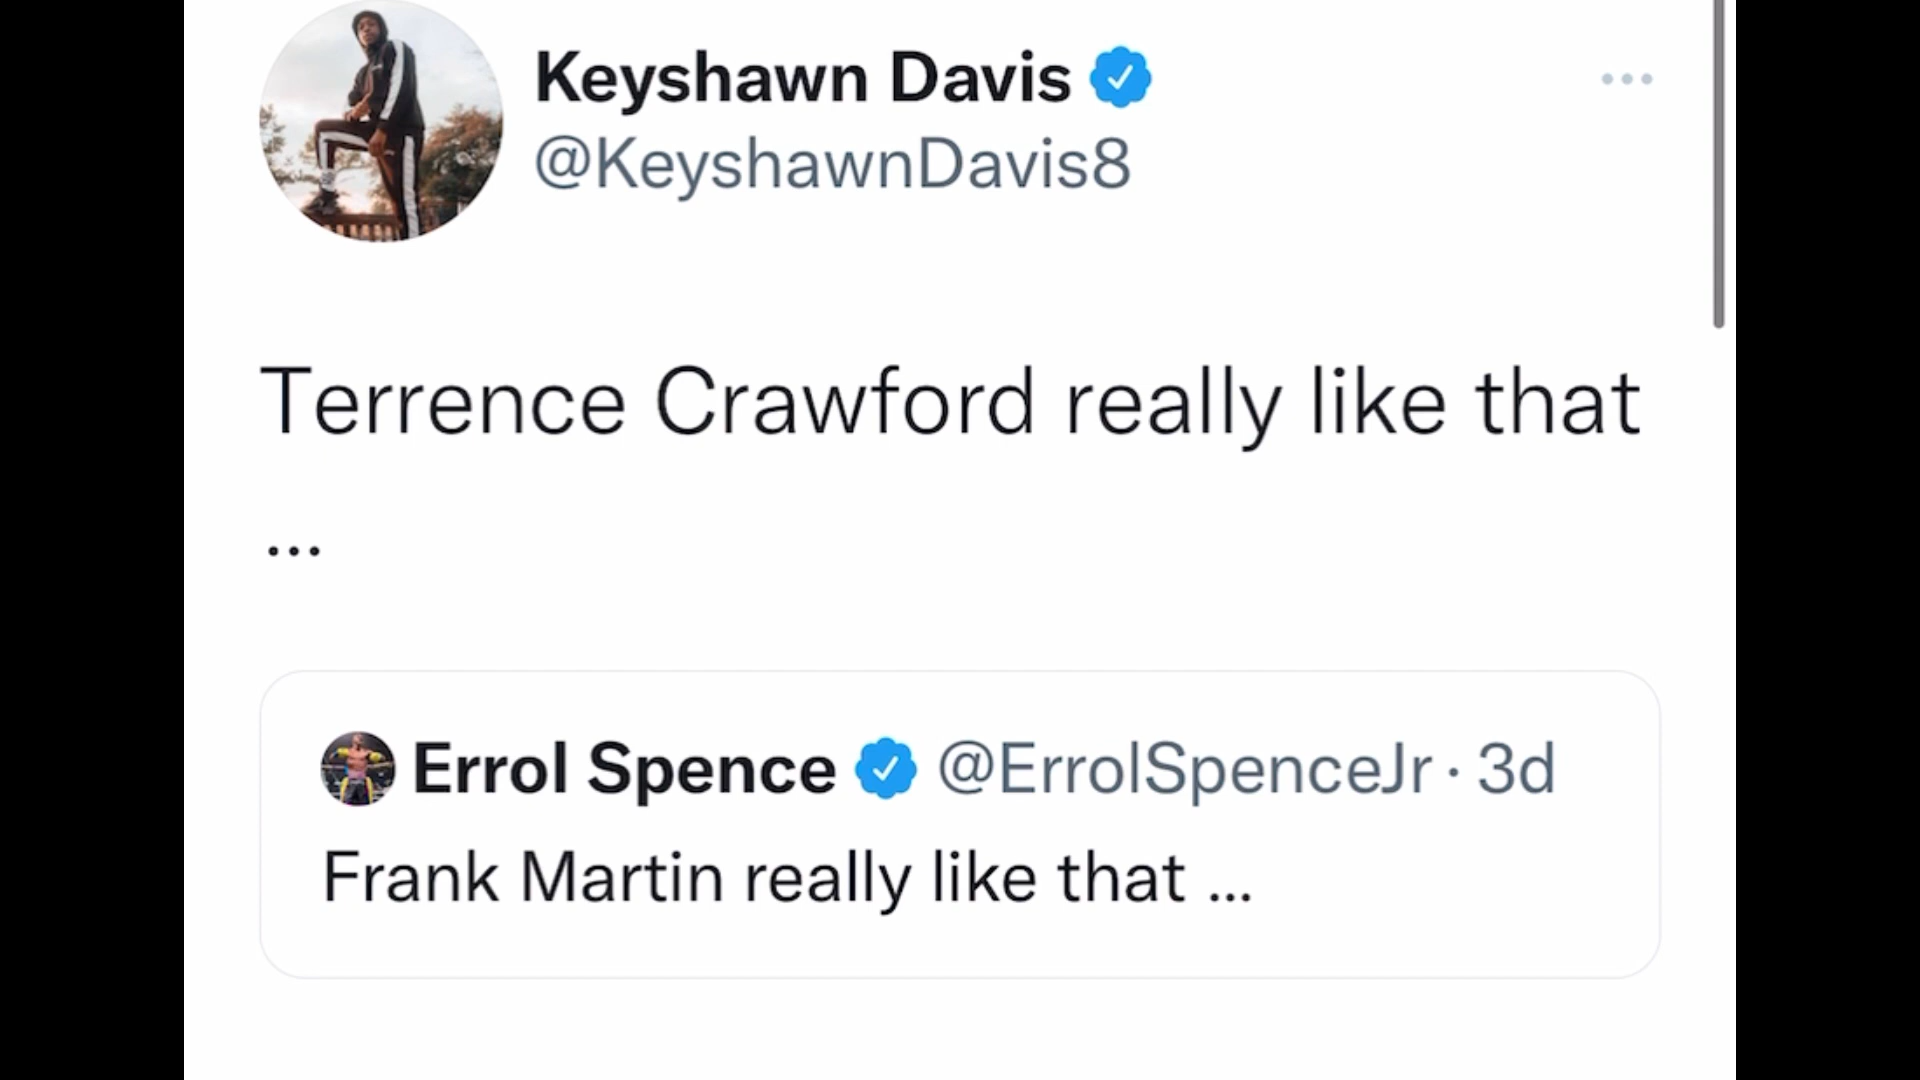 Keyshawn Davis
@KeyshawnDavis8
Terrence Crawford really like that
...
Errol Spence @ErrolSpenceJr · 3d
Frank Martin really like that ...